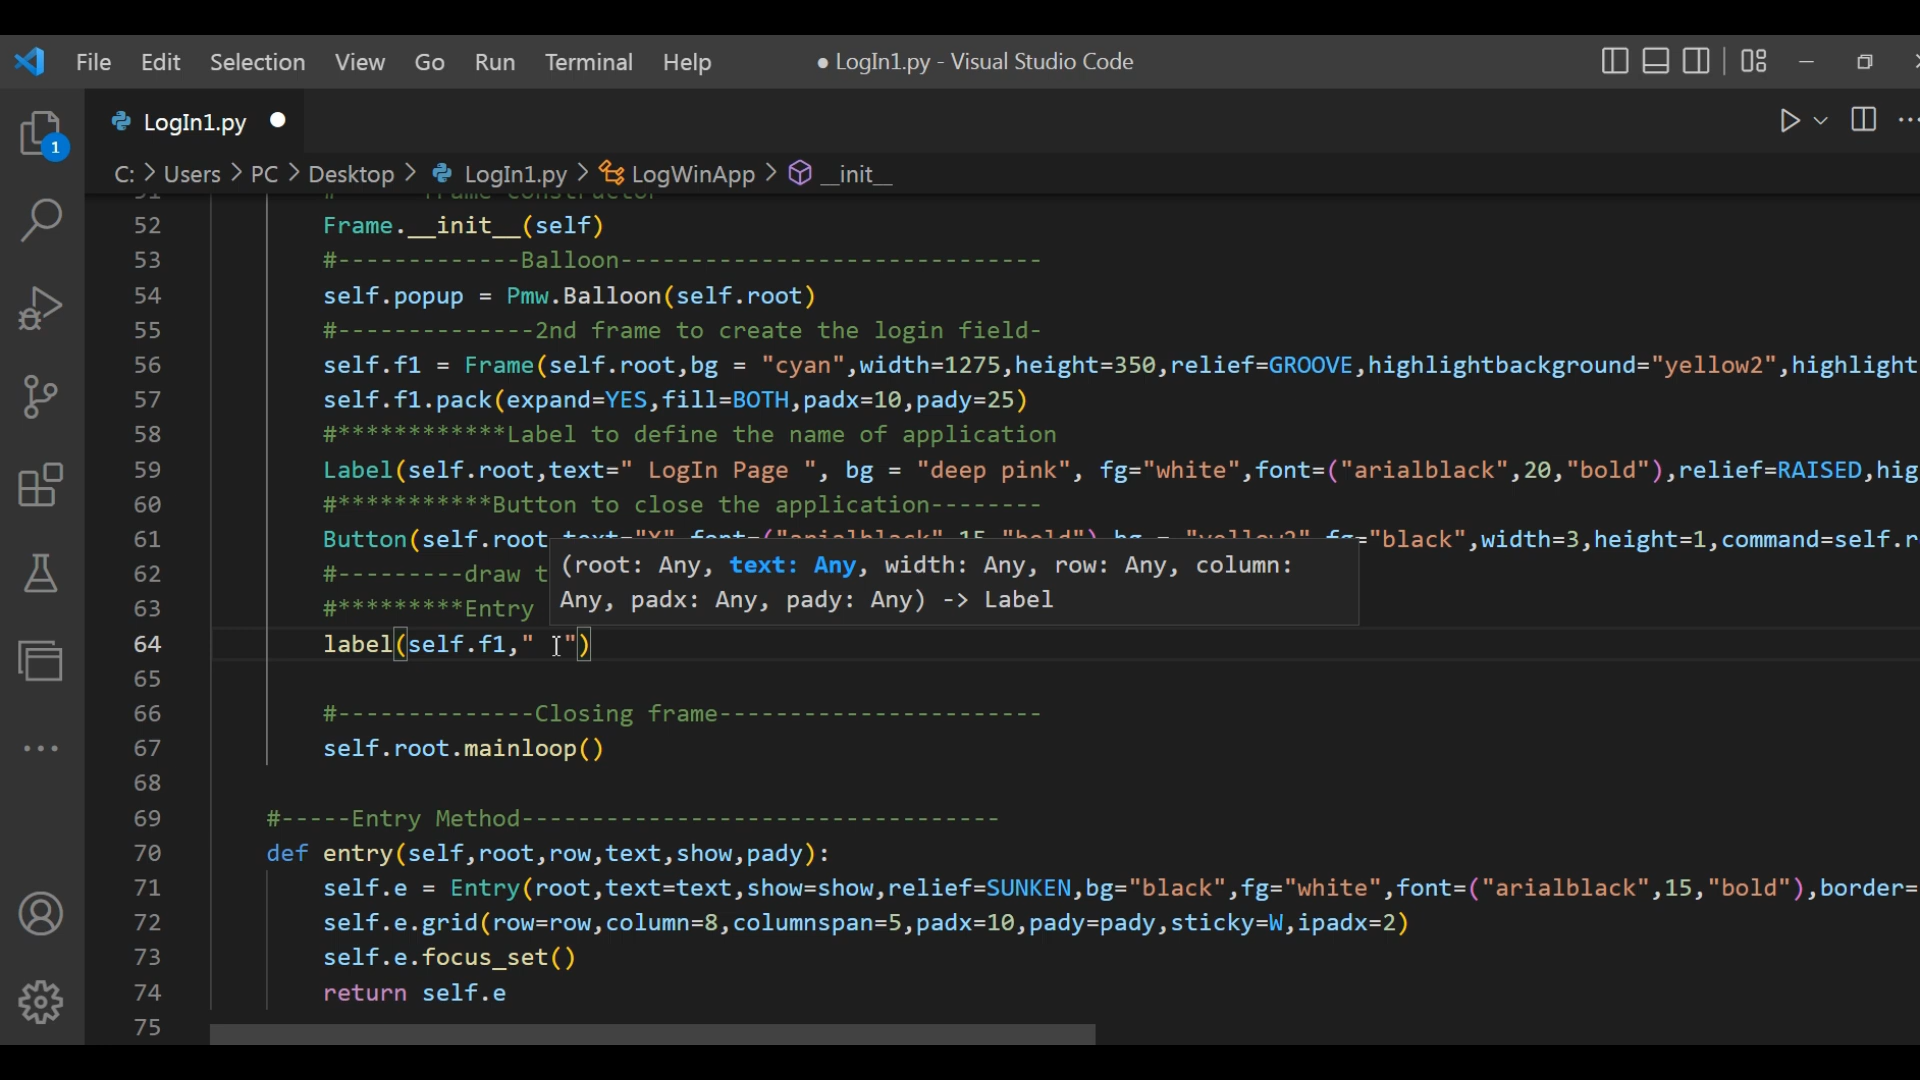 File Edit Selection View Go Run Terminal Help ● LogIn1.py - Visual Studio Code
LogIn1.py ●
1
C: > Users > PC > Desktop > LogIn1.py > LogWinApp > __init__
52 Frame.__init__(self)
53 #-------------Balloon------------------------------
54 self.popup = Pmw.Balloon(self.root)
55 #--------------2nd frame to create the login field-
56 self.f1 = Frame(self.root,bg = "cyan",width=1275,height=350,relief=GROOVE,highlightbackground="yellow2",highlight
57 self.f1.pack(expand=YES,fill=BOTH,padx=10,pady=25)
58 #************Label to define the name of application
59 Label(self.root,text=" LogIn Page ", bg = "deep pink", fg="white",font=("arialblack",20,"bold"),relief=RAISED,hig
60 #***********Button to close the application--------
61 Button(self.root,text="X",font=("arialblack",15,"bold"),bg = "yellow2",fg="black",width=3,height=1,command=self.r
(root: Any, text: Any, width: Any, row: Any, column:
62 #---------draw t
Any, padx: Any, pady: Any) -> Label
63 #*********Entry
64 label(self.f1," ")
65
66 #--------------Closing frame-----------------------
67 self.root.mainloop()
68
69 #-----Entry Method----------------------------------
70 def entry(self,root,row,text,show,pady):
71 self.e = Entry(root,text=text,show=show,relief=SUNKEN,bg="black",fg="white",font=("arialblack",15,"bold"),border=
72 self.e.grid(row=row,column=8,columnspan=5,padx=10,pady=pady,sticky=W,ipadx=2)
73 self.e.focus_set()
74 return self.e
75